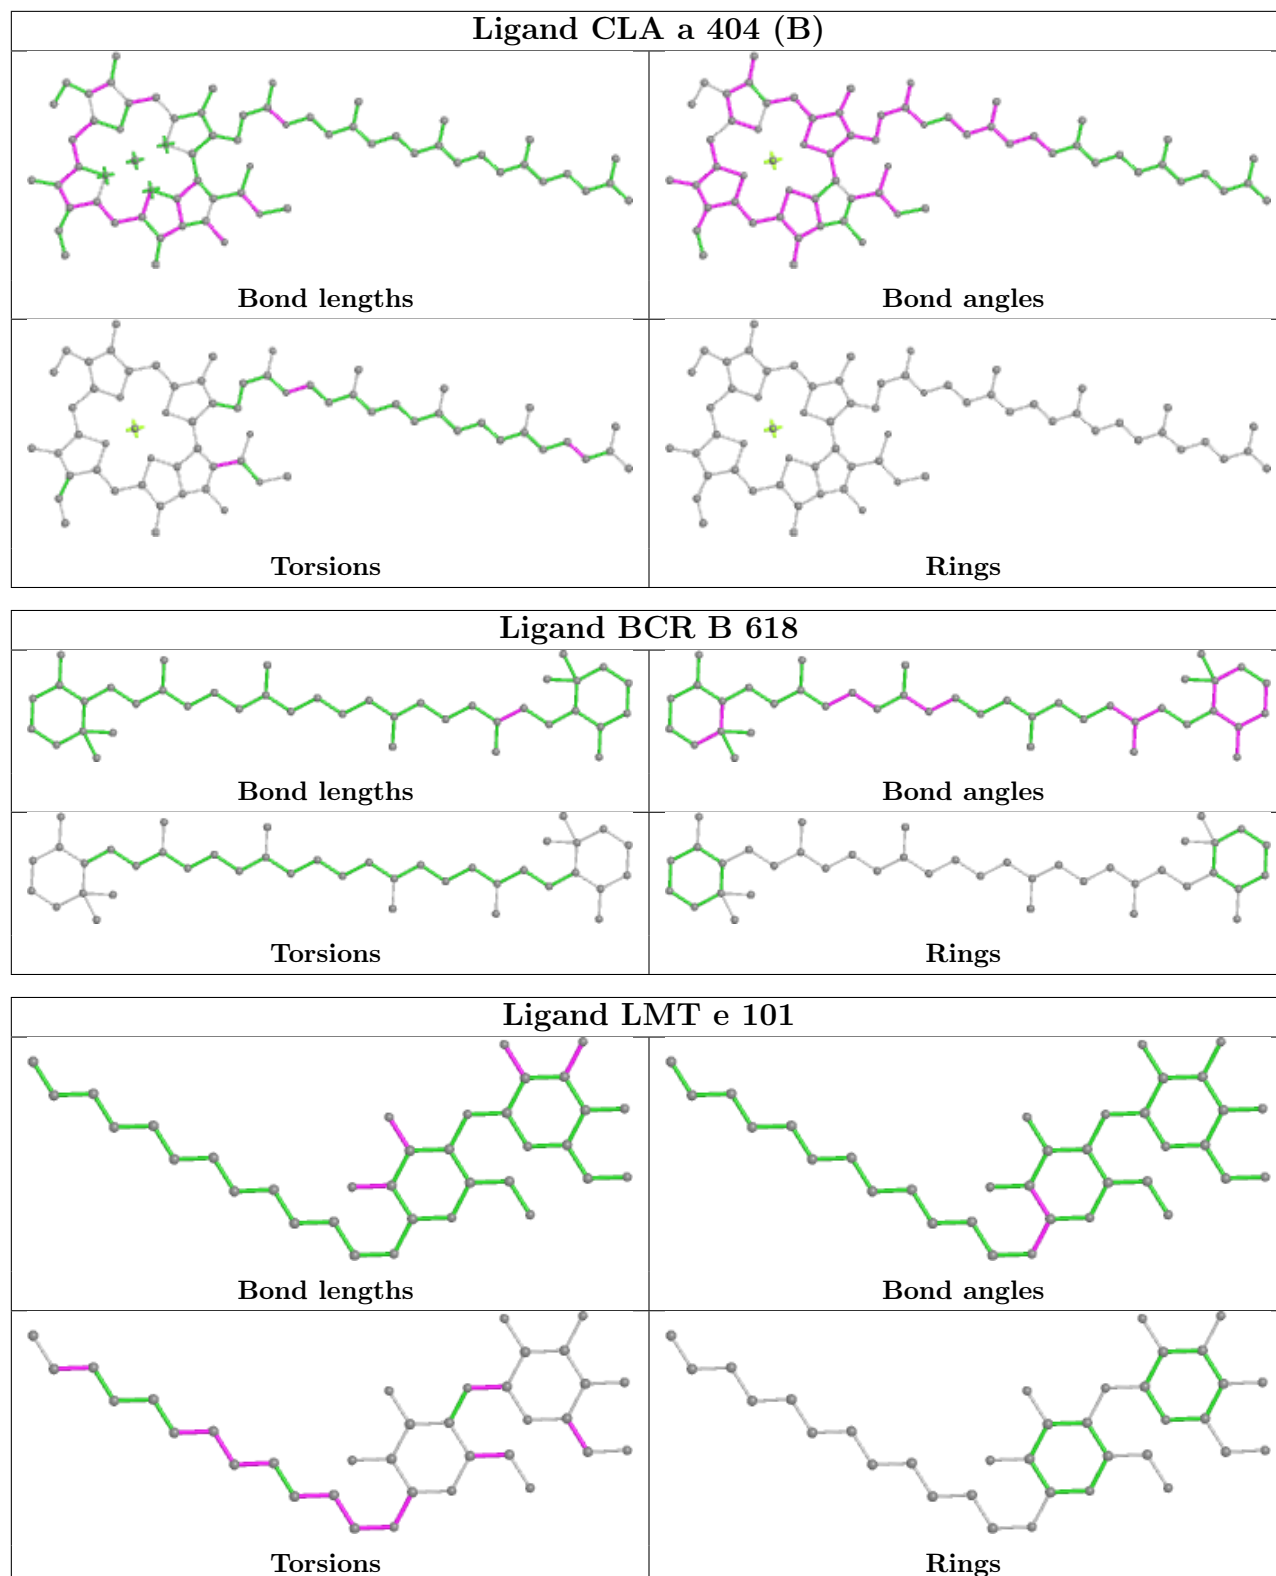 Ligand CLA a 404 (B)
Bond lengths
Bond angles
Torsions
Rings
Ligand BCR B 618
Bond lengths
Bond angles
Torsions
Rings
Ligand LMT e 101
Bond lengths
Bond angles
Torsions
Rings